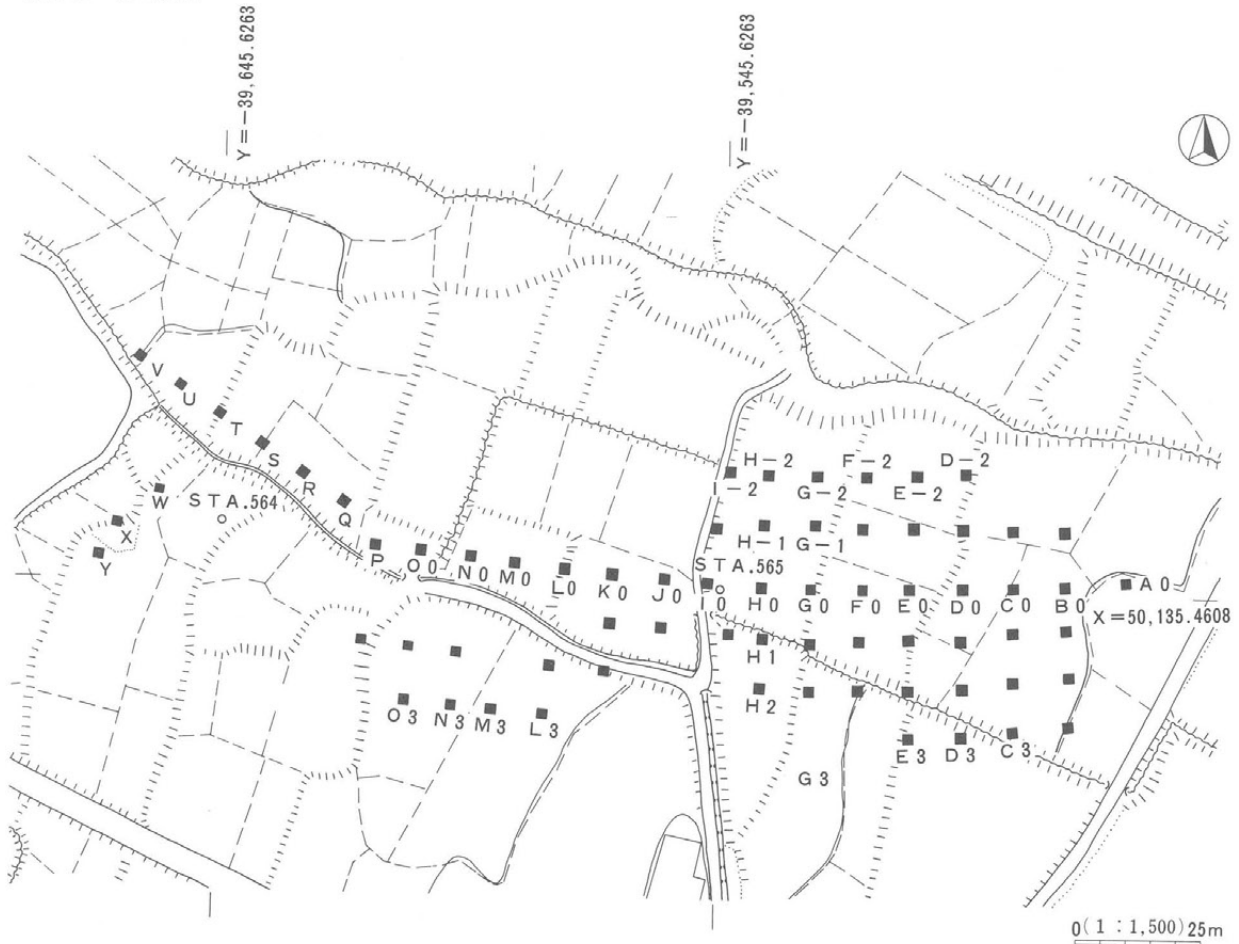 Y=-39,645.6263
Y=-39,545.6263
H-2 F-2 D-2
I-2 G-2 E-2
V
U
T
S
R
Q
W
STA.564
X
Y
H-1 G-1
STA.565
P O0 N0 M0 L0 K0 J0 I0 H0 G0 F0 E0 D0 C0 B0 A0
X=50,135.4608
H1
H2
O3 N3 M3 L3
E3 D3 C3
G3
0(1:1,500)25m